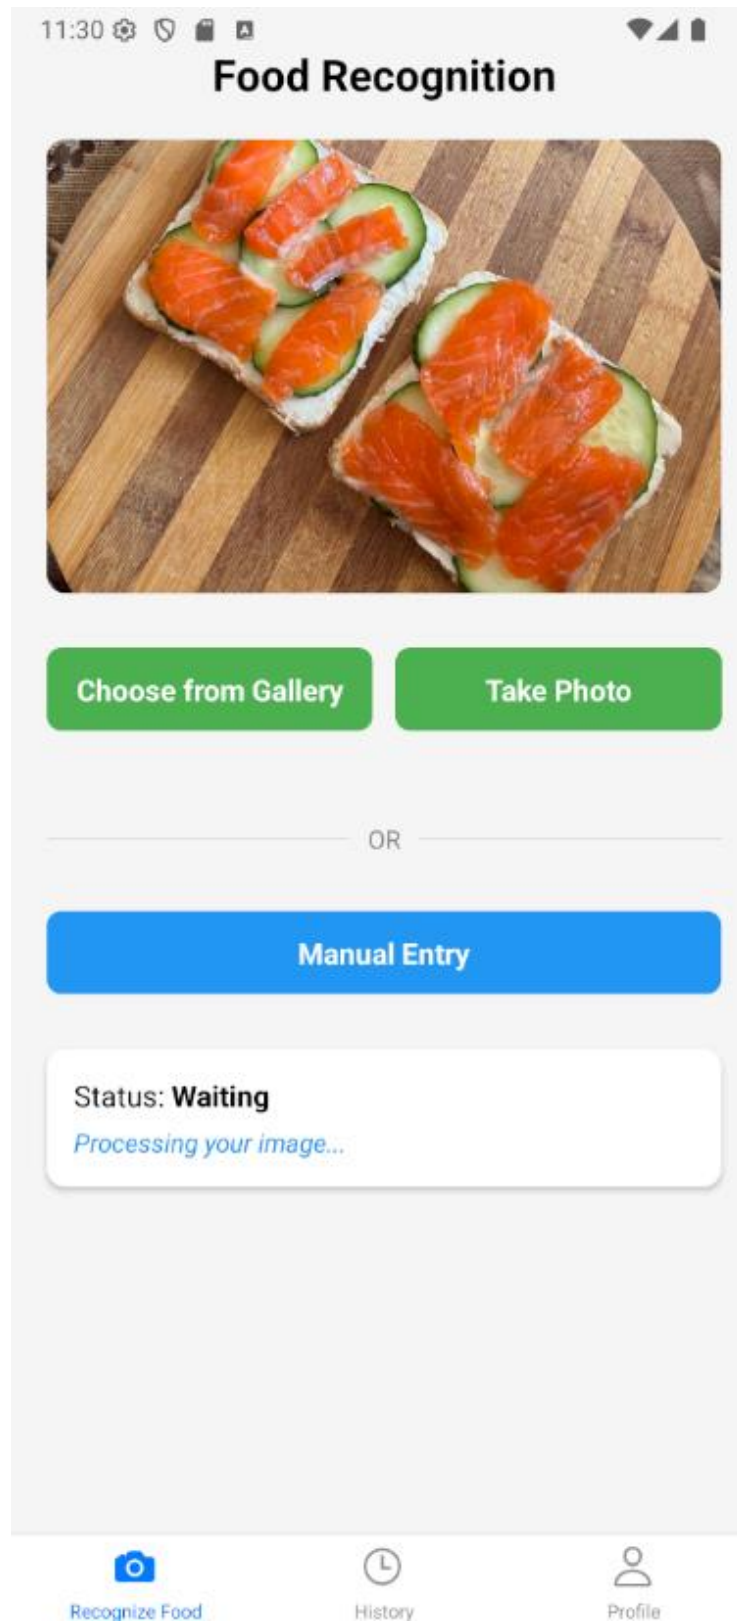 11:30
Food Recognition
Choose from Gallery
Take Photo
OR
Manual Entry
Status: Waiting
Processing your image...
Recognize Food
History
Profile